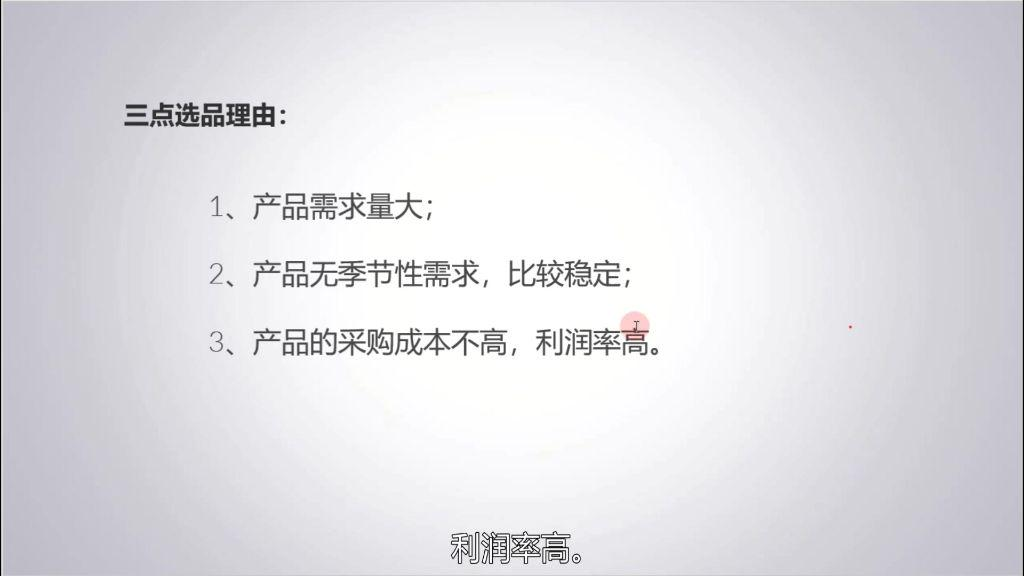 三点选品理由：
1、产品需求量大；
2、产品无季节性需求，比较稳定；
3、产品的采购成本不高，利润率高。
利润率高。